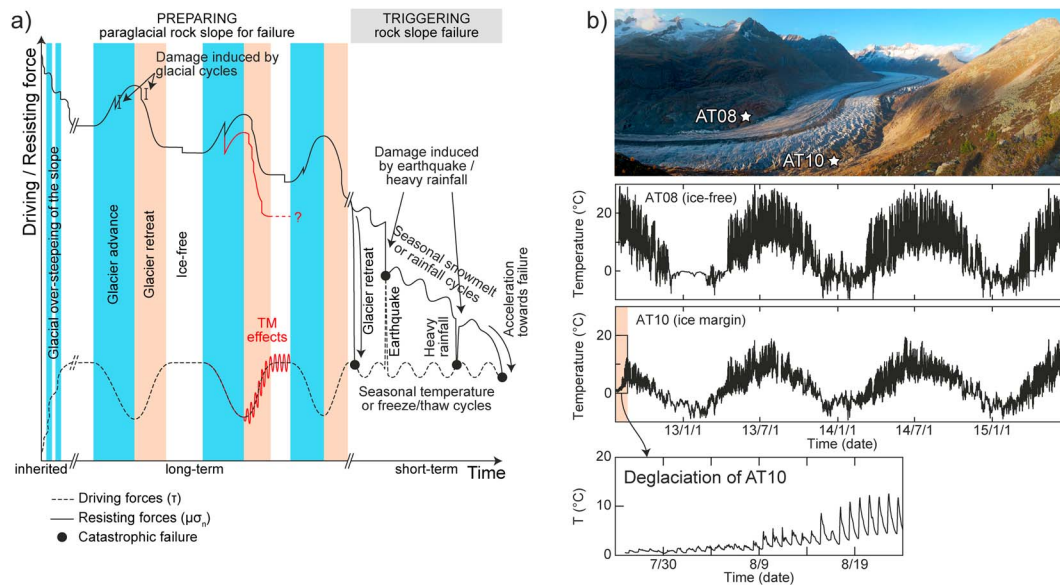 a)
PREPARING
paraglacial rock slope for failure
TRIGGERING
rock slope failure
Driving / Resisting force
Damage induced by
glacial cycles
Glacial over-steepening of the slope
Glacier advance
Glacier retreat
Ice-free
?
TM
effects
Damage induced
by earthquake /
heavy rainfall
Seasonal snowmelt
or rainfall cycles
Glacier retreat
Earthquake
Heavy
rainfall
Acceleration
towards failure
Seasonal temperature
or freeze/thaw cycles
inherited
long-term
short-term
Time
Driving forces (τ)
Resisting forces (μσn)
Catastrophic failure
b)
AT08
AT10
AT08 (ice-free)
Temperature (°C)
20
0
AT10 (ice margin)
Temperature (°C)
20
10
0
13/1/1
13/7/1
14/1/1
14/7/1
15/1/1
Time (date)
Deglaciation of AT10
T (°C)
20
10
0
7/30
8/9
8/19
Time (date)